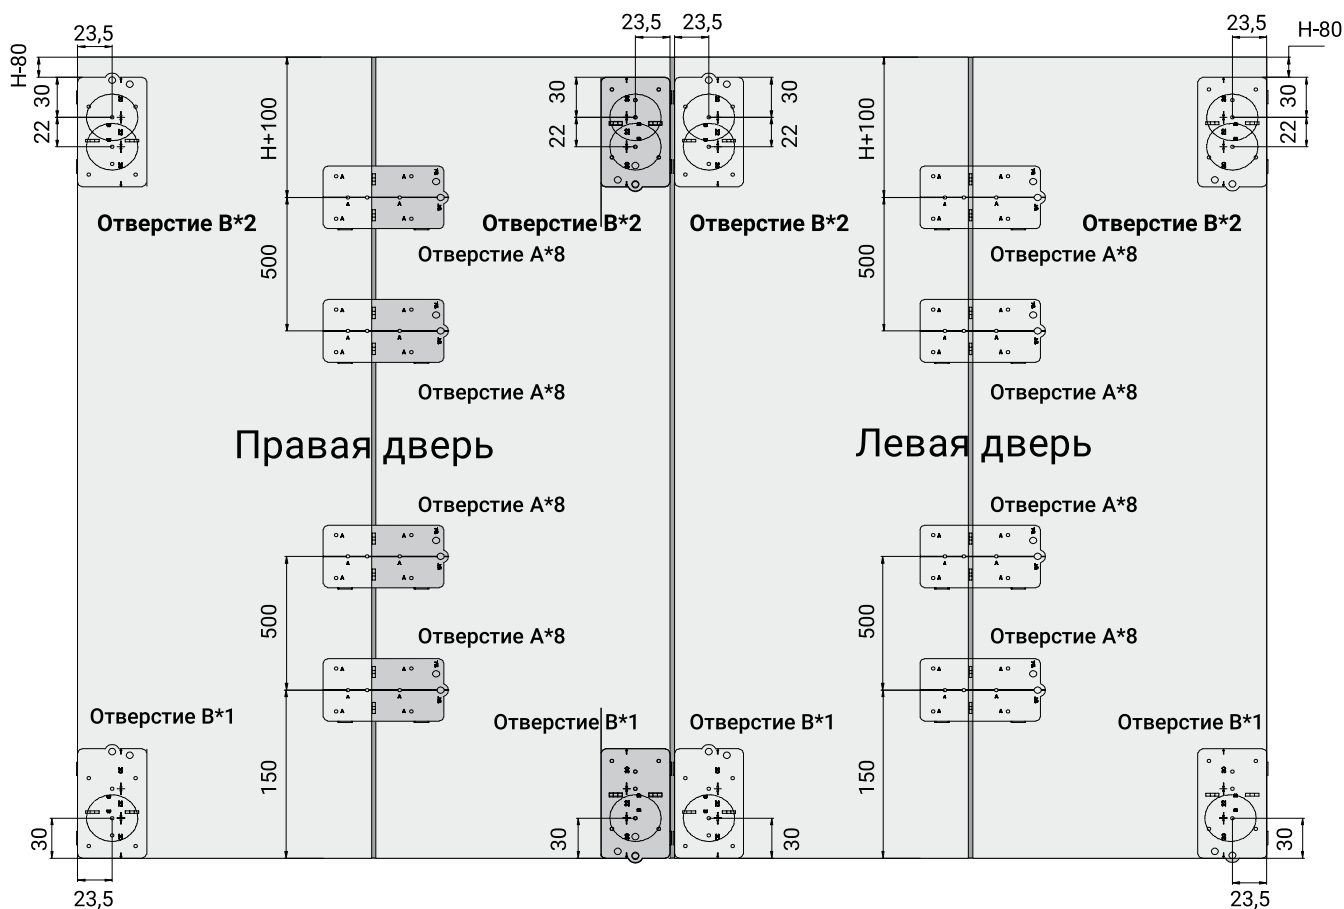 23,5
23,5
23,5
23,5
H-80
H-80
30
22
H+100
30
22
30
22
H+100
30
22
Отверстие В*2
Отверстие В*2
Отверстие В*2
Отверстие В*2
500
Отверстие А*8
500
Отверстие А*8
Отверстие А*8
Отверстие А*8
Правая дверь
Левая дверь
Отверстие А*8
Отверстие А*8
500
Отверстие А*8
500
Отверстие А*8
Отверстие В*1
Отверстие В*1
Отверстие В*1
Отверстие В*1
150
150
30
30
30
30
23,5
23,5